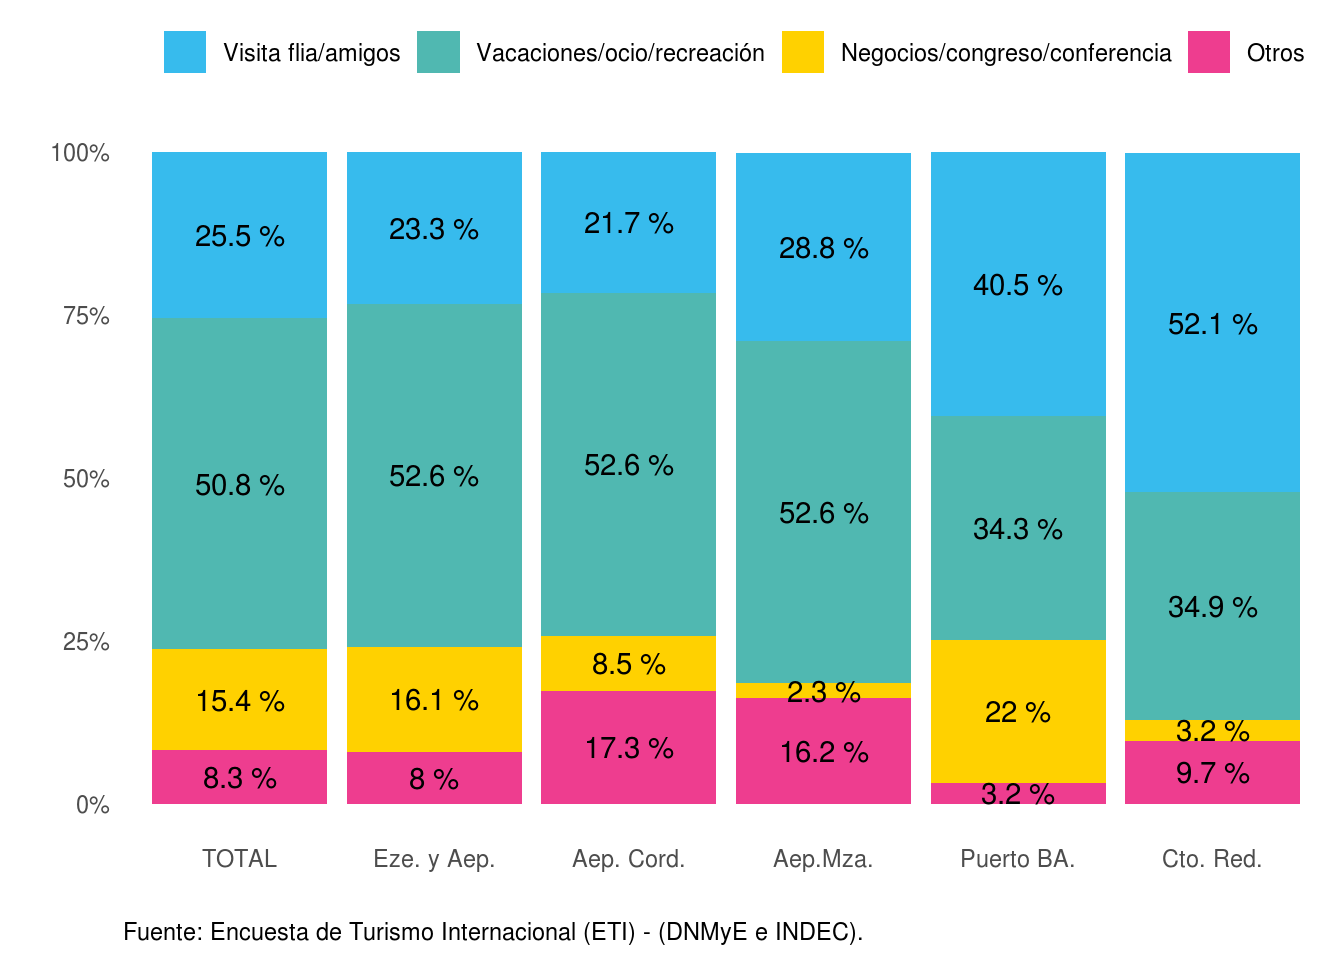 Visita flia/amigos Vacaciones/ocio/recreación Negocios/congreso/conferencia Otros
100%
75%
50%
25%
0%
25.5 % 23.3 % 21.7 % 28.8 % 40.5 % 52.1 %
50.8 % 52.6 % 52.6 % 52.6 % 34.3 % 34.9 %
15.4 % 16.1 % 8.5 % 2.3 % 22 % 3.2 %
8.3 % 8 % 17.3 % 16.2 % 3.2 % 9.7 %
TOTAL Eze. y Aep. Aep. Cord. Aep.Mza. Puerto BA. Cto. Red.
Fuente: Encuesta de Turismo Internacional (ETI) - (DNMyE e INDEC).